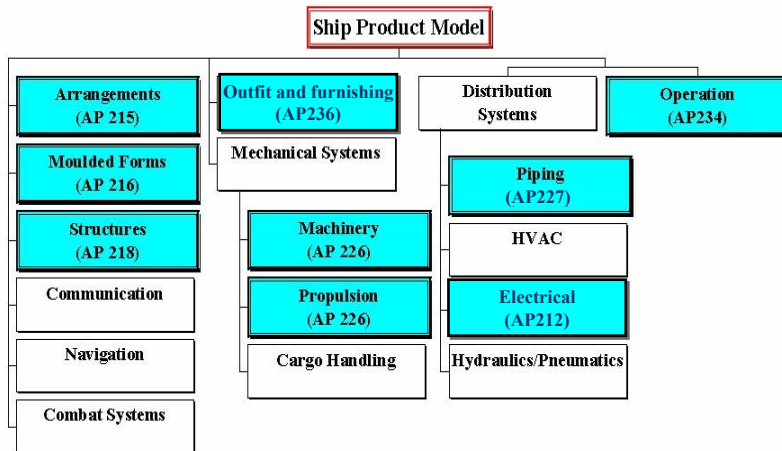 Ship Product Model
Arrangements
(AP 215)
Moulded Forms
(AP 216)
Structures
(AP 218)
Communication
Navigation
Combat Systems
Outfit and furnishing
(AP236)
Mechanical Systems
Machinery
(AP 226)
Propulsion
(AP 226)
Cargo Handling
Distribution
Systems
Piping
(AP227)
HVAC
Electrical
(AP212)
Hydraulics/Pneumatics
Operation
(AP234)